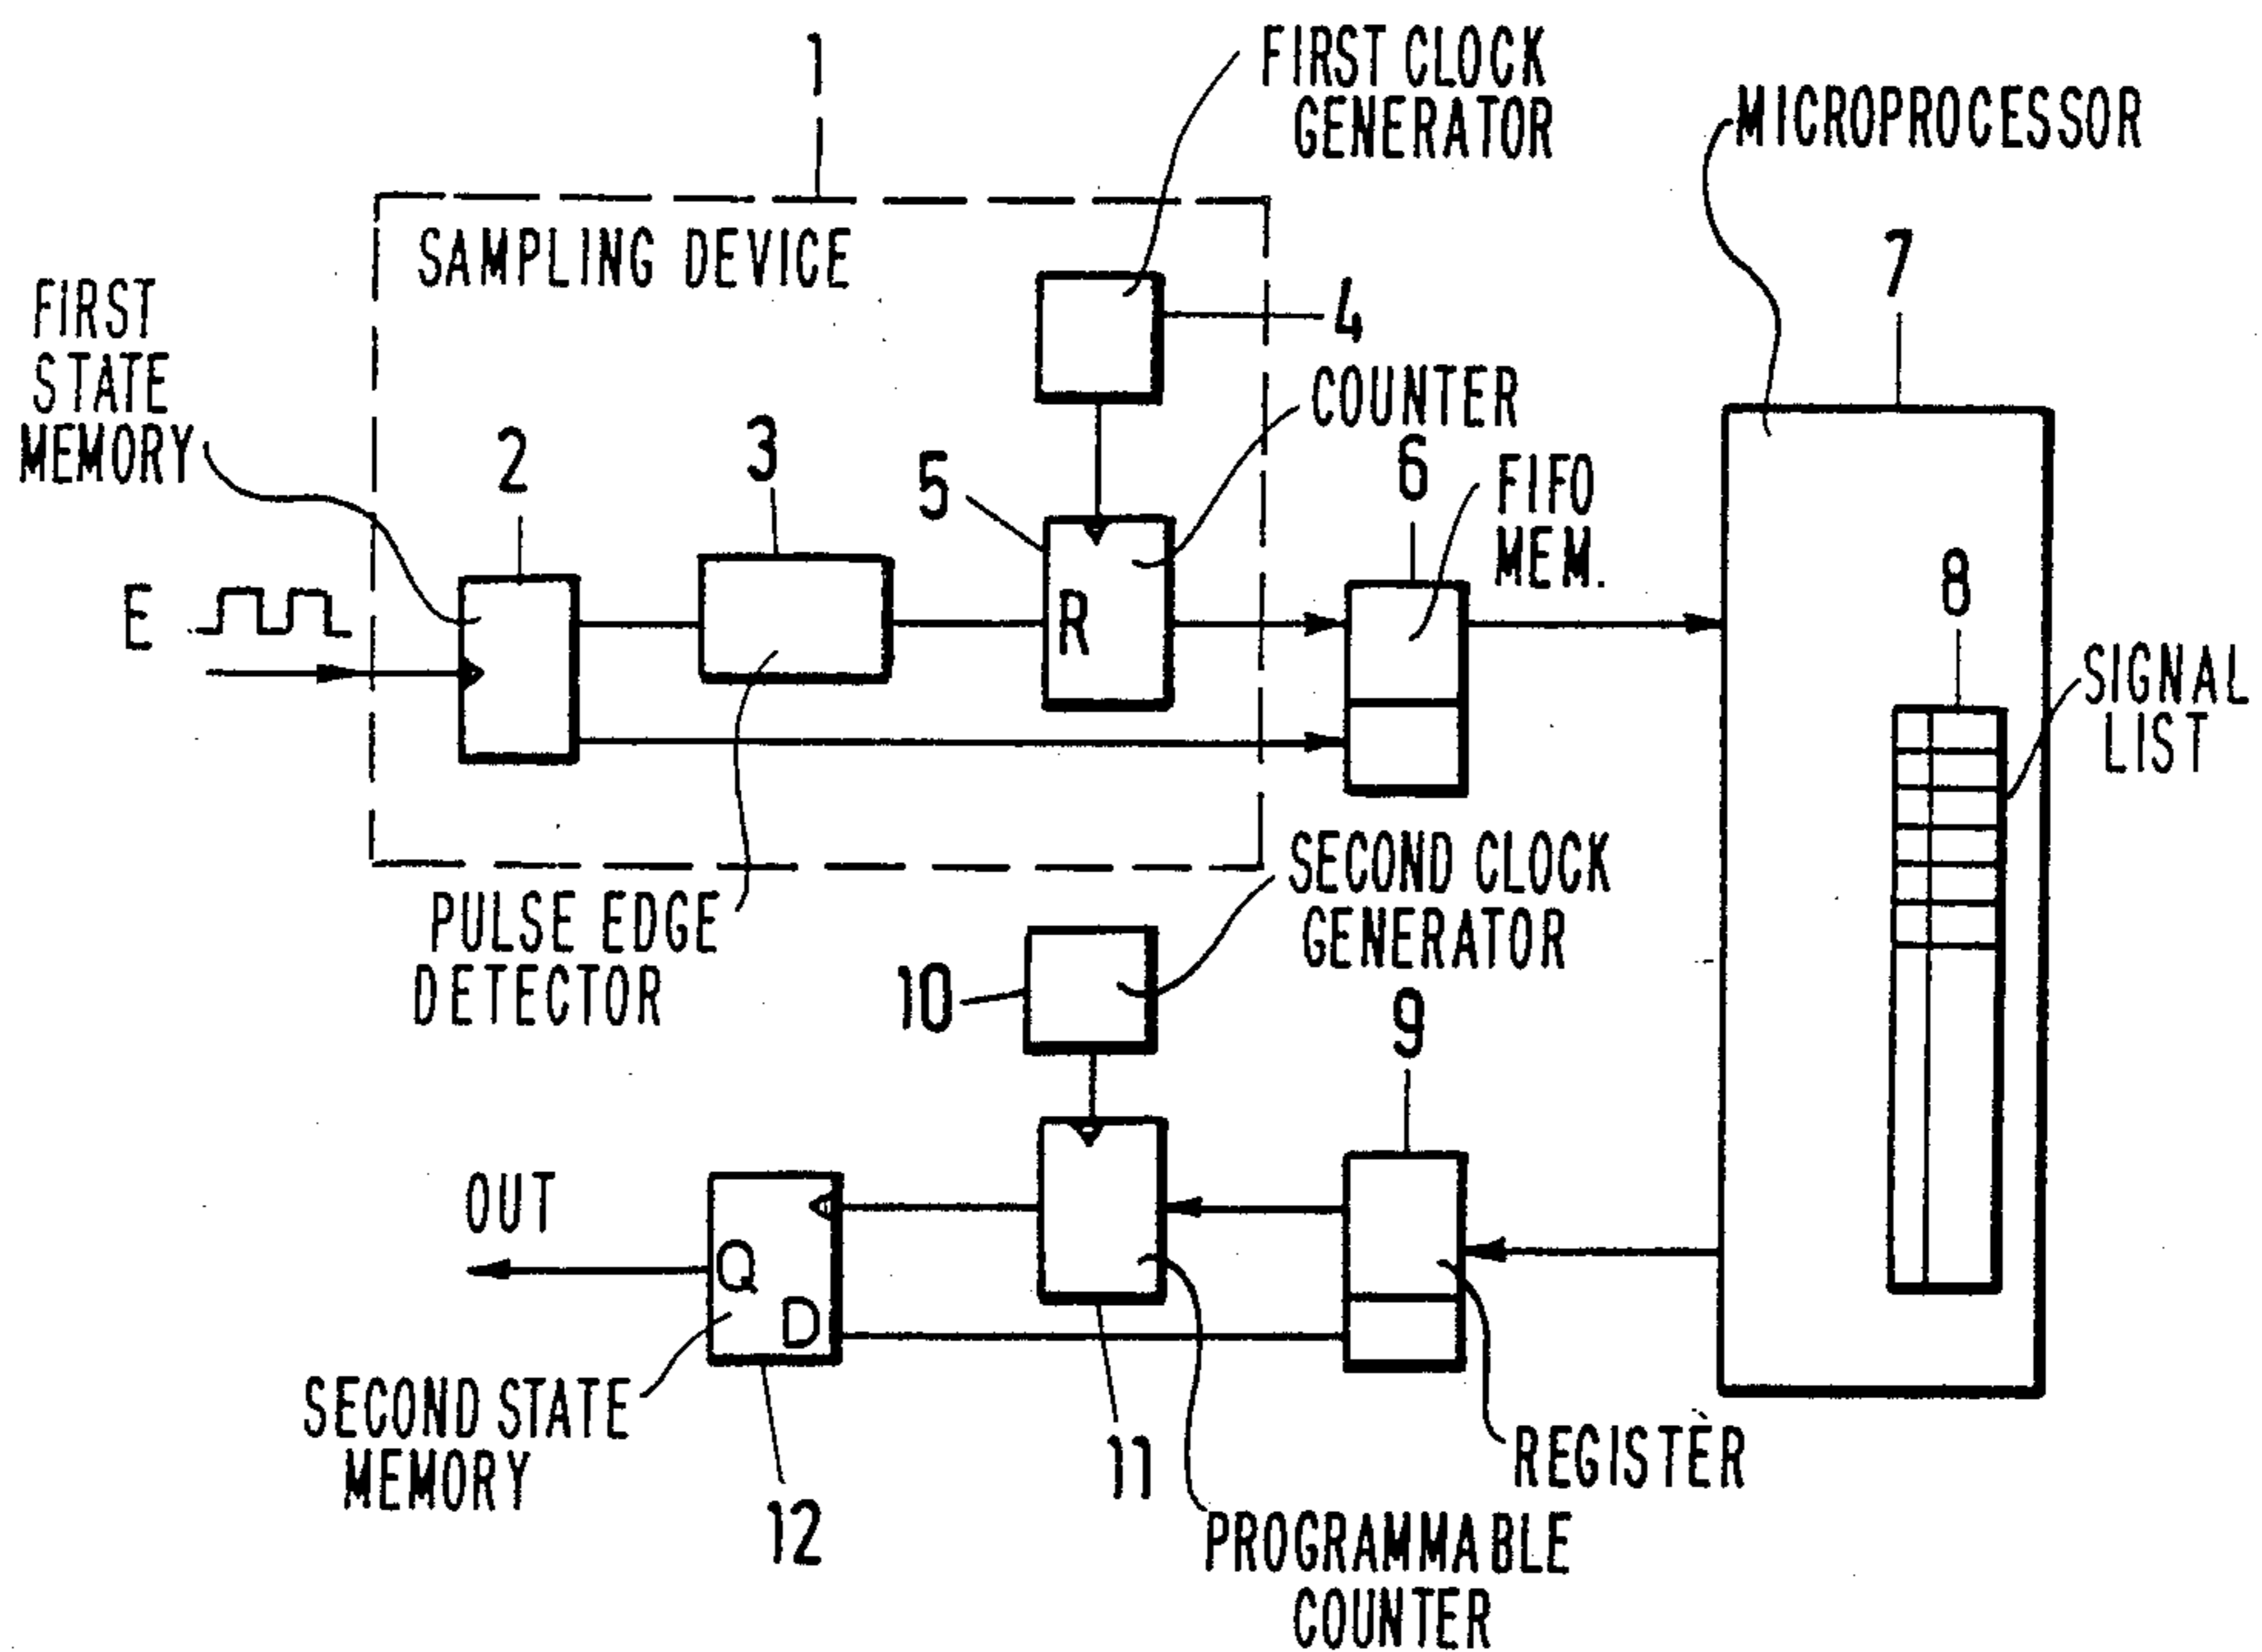 1
FIRST CLOCK
GENERATOR
MICROPROCESSOR
SAMPLING DEVICE
7
4
FIRST
STATE
MEMORY
COUNTER
2
3
5
6
FIFO
MEM.
8
E
R
SIGNAL
LIST
PULSE EDGE
DETECTOR
SECOND CLOCK
GENERATOR
10
9
OUT
Q
D
SECOND STATE
MEMORY
12
11
REGISTER
PROGRAMMABLE
COUNTER